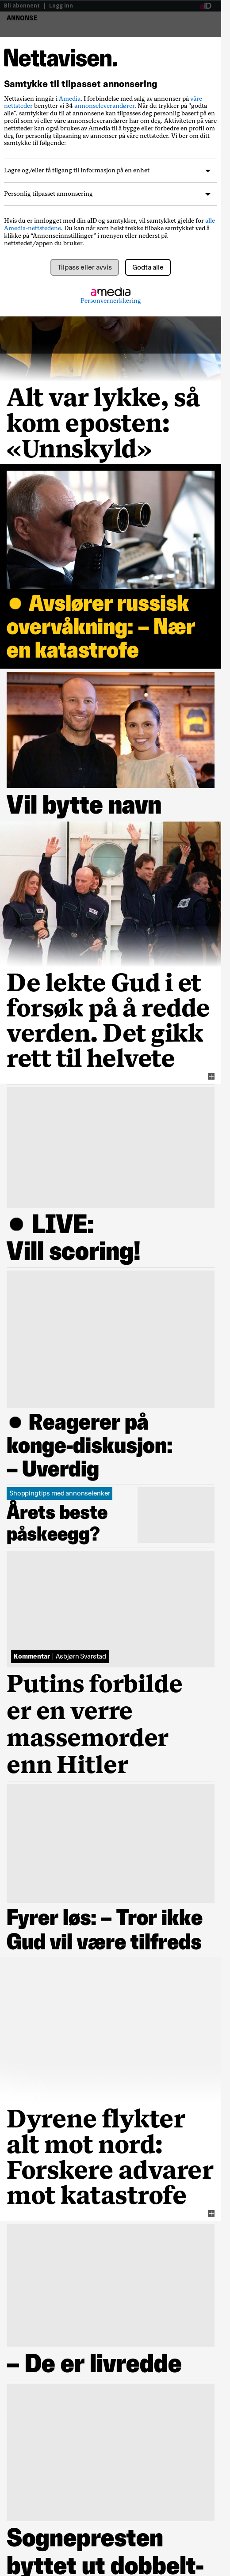 Bli abonnent | Logg inn
ANNONSE
Nettavisen.
Samtykke til tilpasset annonsering
Nettavisen inngår i Amedia. I forbindelse med salg av annonser på våre
nettsteder benytter vi 34 annonseleverandører. Når du trykker på "godta
alle", samtykker du til at annonsene kan tilpasses deg personlig basert på en
profil som vi eller våre annonseleverandører har om deg. Aktiviteten din på våre
nettsteder kan også brukes av Amedia til å bygge eller forbedre en profil om
deg for personlig tilpasning av annonser på våre nettsteder. Vi ber om ditt
samtykke til følgende:
Lagre og/eller få tilgang til informasjon på en enhet
Personlig tilpasset annonsering
Hvis du er innlogget med din aID og samtykker, vil samtykket gjelde for alle
Amedia-nettstedene. Du kan når som helst trekke tilbake samtykket ved å
klikke på “Annonseinnstillinger” i menyen eller nederst på
nettstedet/appen du bruker.
Tilpass eller avvis
Godta alle
amedia
Personvernerklæring
Alt var lykke, så
kom eposten:
«Unnskyld»
● Avslører russisk
overvåkning: – Nær
en katastrofe
Vil bytte navn
De lekte Gud i et
forsøk på å redde
verden. Det gikk
rett til helvete
● LIVE:
Vill scoring!
● Reagerer på
konge-diskusjon:
– Uverdig
Shoppingtips med annonselenker
Årets beste
påskeegg?
Kommentar | Asbjørn Svarstad
Putins forbilde
er en verre
massemorder
enn Hitler
Fyrer løs: – Tror ikke
Gud vil være tilfreds
Dyrene flykter
alt mot nord:
Forskere advarer
mot katastrofe
– De er livredde
Sognepresten
byttet ut dobbelt-